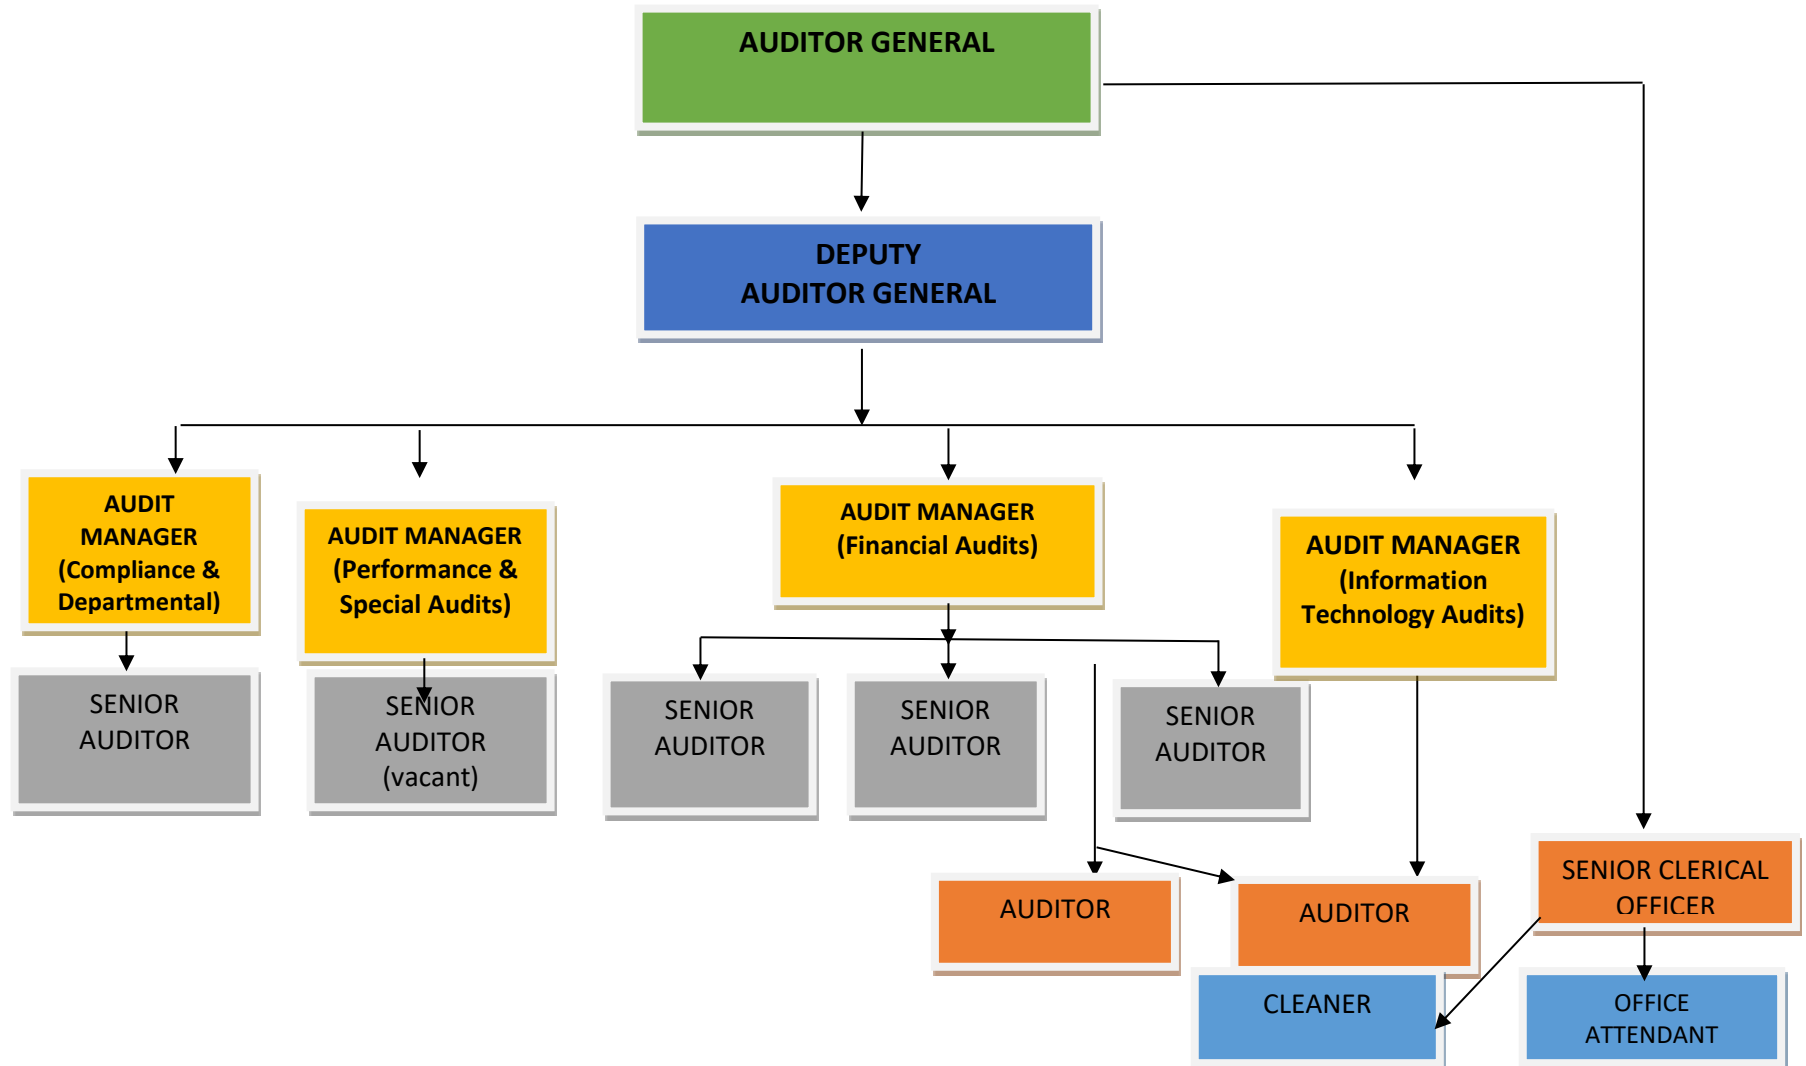 AUDITOR GENERAL
DEPUTY
AUDITOR GENERAL
AUDIT
MANAGER
(Compliance &
Departmental)
AUDIT MANAGER
(Performance &
Special Audits)
AUDIT MANAGER
(Financial Audits)
AUDIT MANAGER
(Information
Technology Audits)
SENIOR
AUDITOR
SENIOR
AUDITOR
(vacant)
SENIOR
AUDITOR
SENIOR
AUDITOR
SENIOR
AUDITOR
AUDITOR
AUDITOR
SENIOR CLERICAL
OFFICER
CLEANER
OFFICE
ATTENDANT